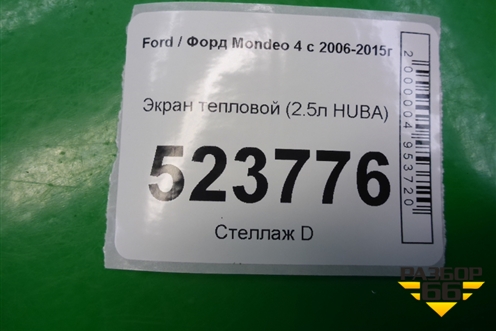 Ford / Форд Mondeo 4 с 2006-2015г
Экран тепловой (2.5л HUBA)
523776
Стеллаж D
2000004953720
РАЗБОР
66